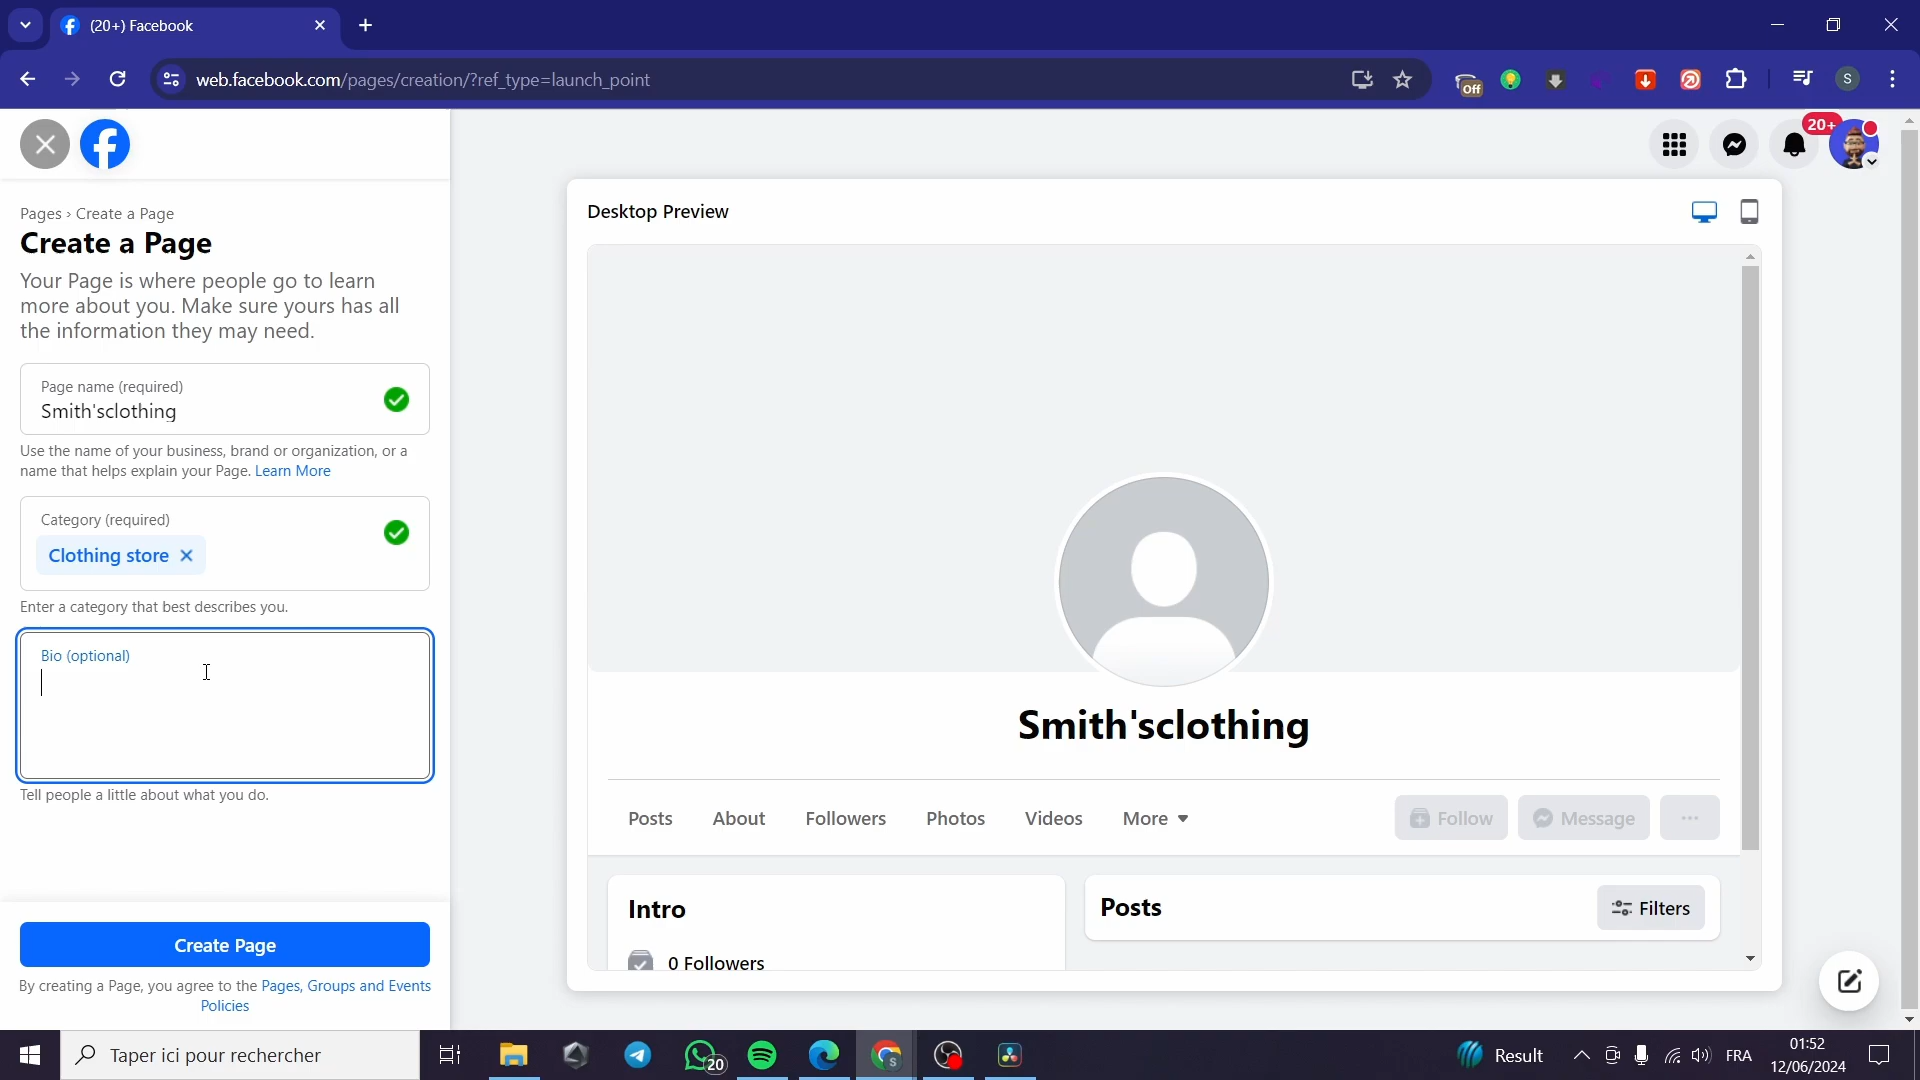 (20+) Facebook
web.facebook.com/pages/creation/?ref_type=launch_point
Off
S
20+
Pages › Create a Page
Create a Page
Your Page is where people go to learn
more about you. Make sure yours has all
the information they may need.
Page name (required)
Smith'sclothing
Use the name of your business, brand or organization, or a
name that helps explain your Page. Learn More
Category (required)
Clothing store
Enter a category that best describes you.
Bio (optional)
Tell people a little about what you do.
Create Page
By creating a Page, you agree to the Pages, Groups and Events
Policies
Desktop Preview
Smith'sclothing
Posts About Followers Photos Videos More Follow Message
Intro
0 Followers
Posts
Filters
Taper ici pour rechercher
20
S
Result
FRA
01:52
12/06/2024